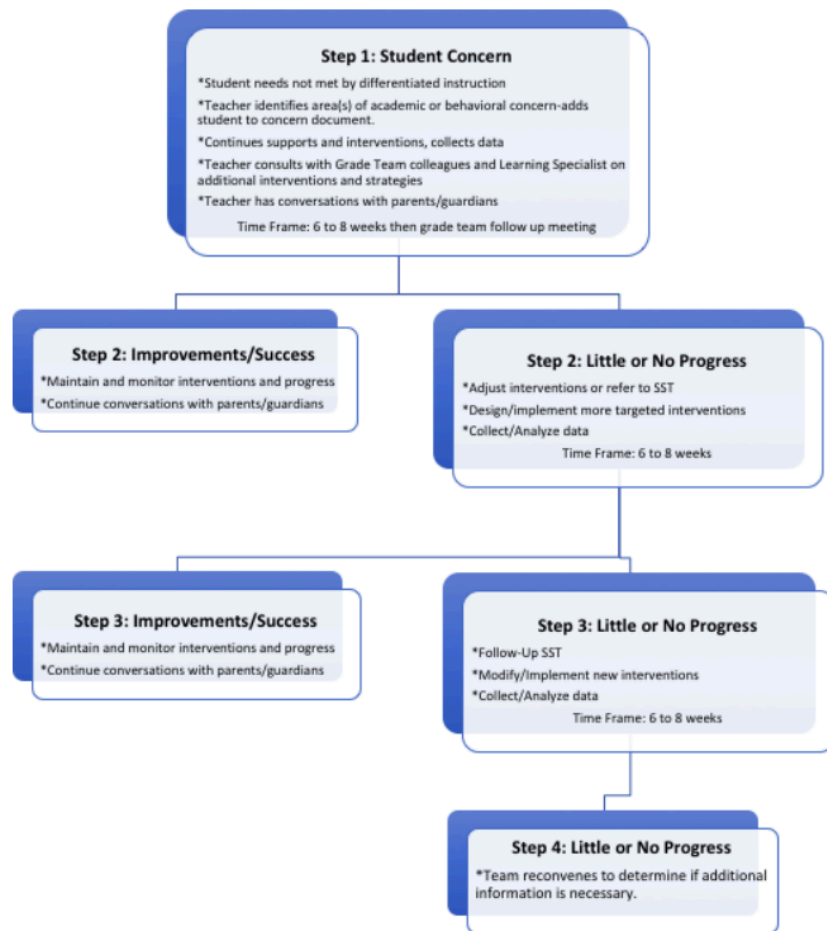 Step 1: Student Concern
*Student needs not met by differentiated instruction
*Teacher identifies area(s) of academic or behavioral concern-adds
student to concern document.
*Continues supports and interventions, collects data
*Teacher consults with Grade Team colleagues and Learning Specialist on
additional interventions and strategies
*Teacher has conversations with parents/guardians
Time Frame: 6 to 8 weeks then grade team follow up meeting
Step 2: Improvements/Success
*Maintain and monitor interventions and progress
*Continue conversations with parents/guardians
Step 2: Little or No Progress
*Adjust interventions or refer to SST
*Design/implement more targeted interventions
*Collect/Analyze data
Time Frame: 6 to 8 weeks
Step 3: Improvements/Success
*Maintain and monitor interventions and progress
*Continue conversations with parents/guardians
Step 3: Little or No Progress
*Follow-Up SST
*Modify/Implement new interventions
*Collect/Analyze data
Time Frame: 6 to 8 weeks
Step 4: Little or No Progress
*Team reconvenes to determine if additional
information is necessary.